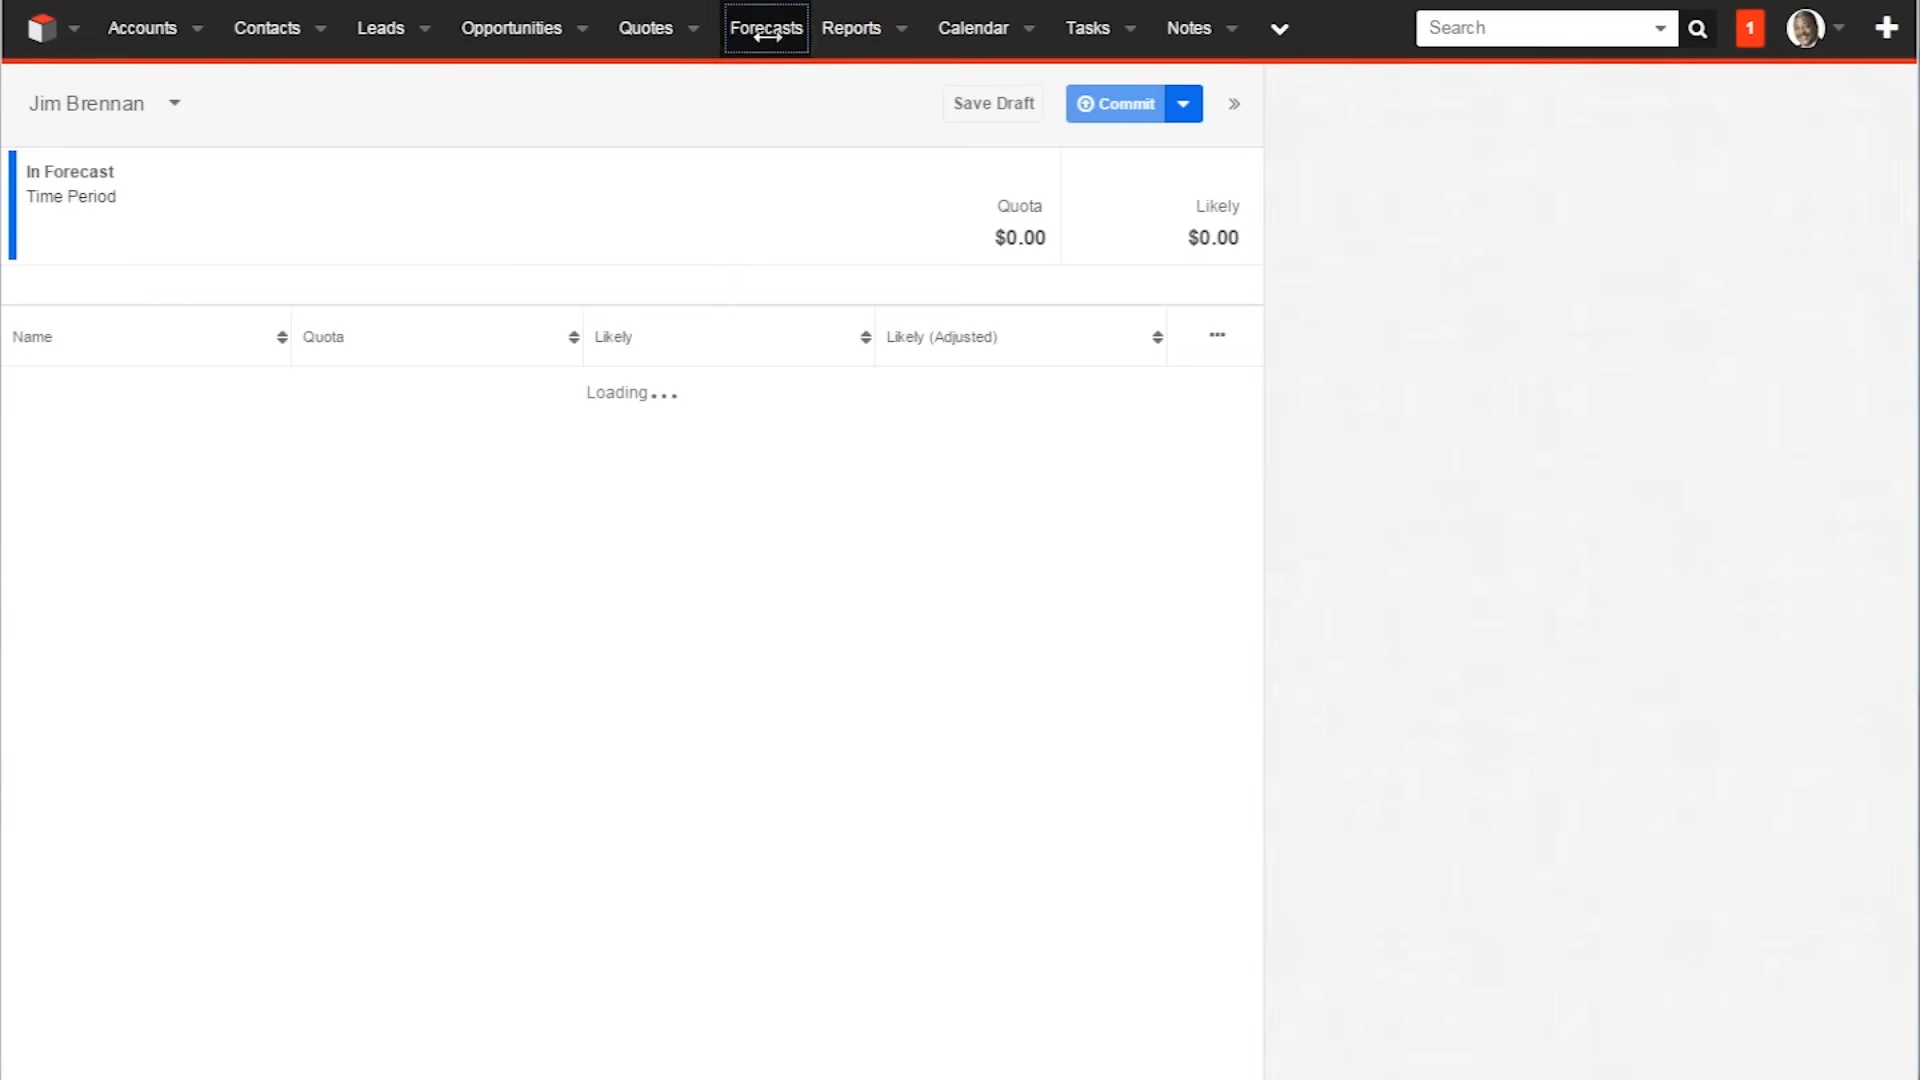 Accounts Contacts Leads Opportunities Quotes Forecasts Reports Calendar Tasks Notes Search 1
Jim Brennan Save Draft Commit
In Forecast
Time Period
Quota Likely
$0.00 $0.00
Name Quota Likely Likely (Adjusted)
Loading...